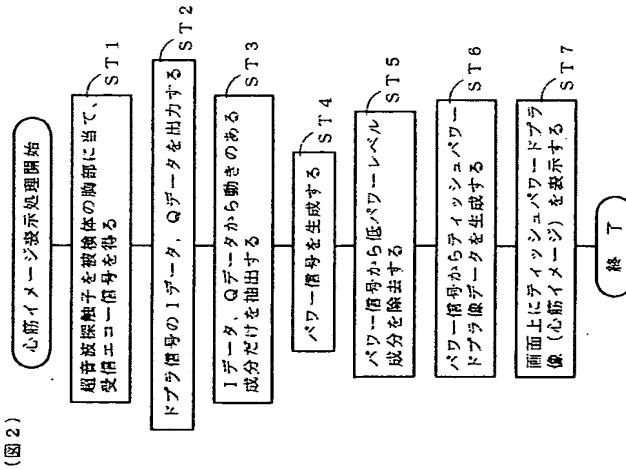 (図2)
心筋イメージ表示処理開始
超音波探触子を被検体の胸部に当て、
受信エコー信号を得る
ST1
ドプラ信号のIデータ、Qデータを出力する
ST2
Iデータ、Qデータから動きのある
成分だけを抽出する
ST3
パワー信号を生成する
ST4
パワー信号から低パワーレベル
成分を除去する
ST5
パワー信号からティッシュパワー
ドプラ像データを生成する
ST6
画面上にティッシュパワードプラ
像(心筋イメージ)を表示する
ST7
終了